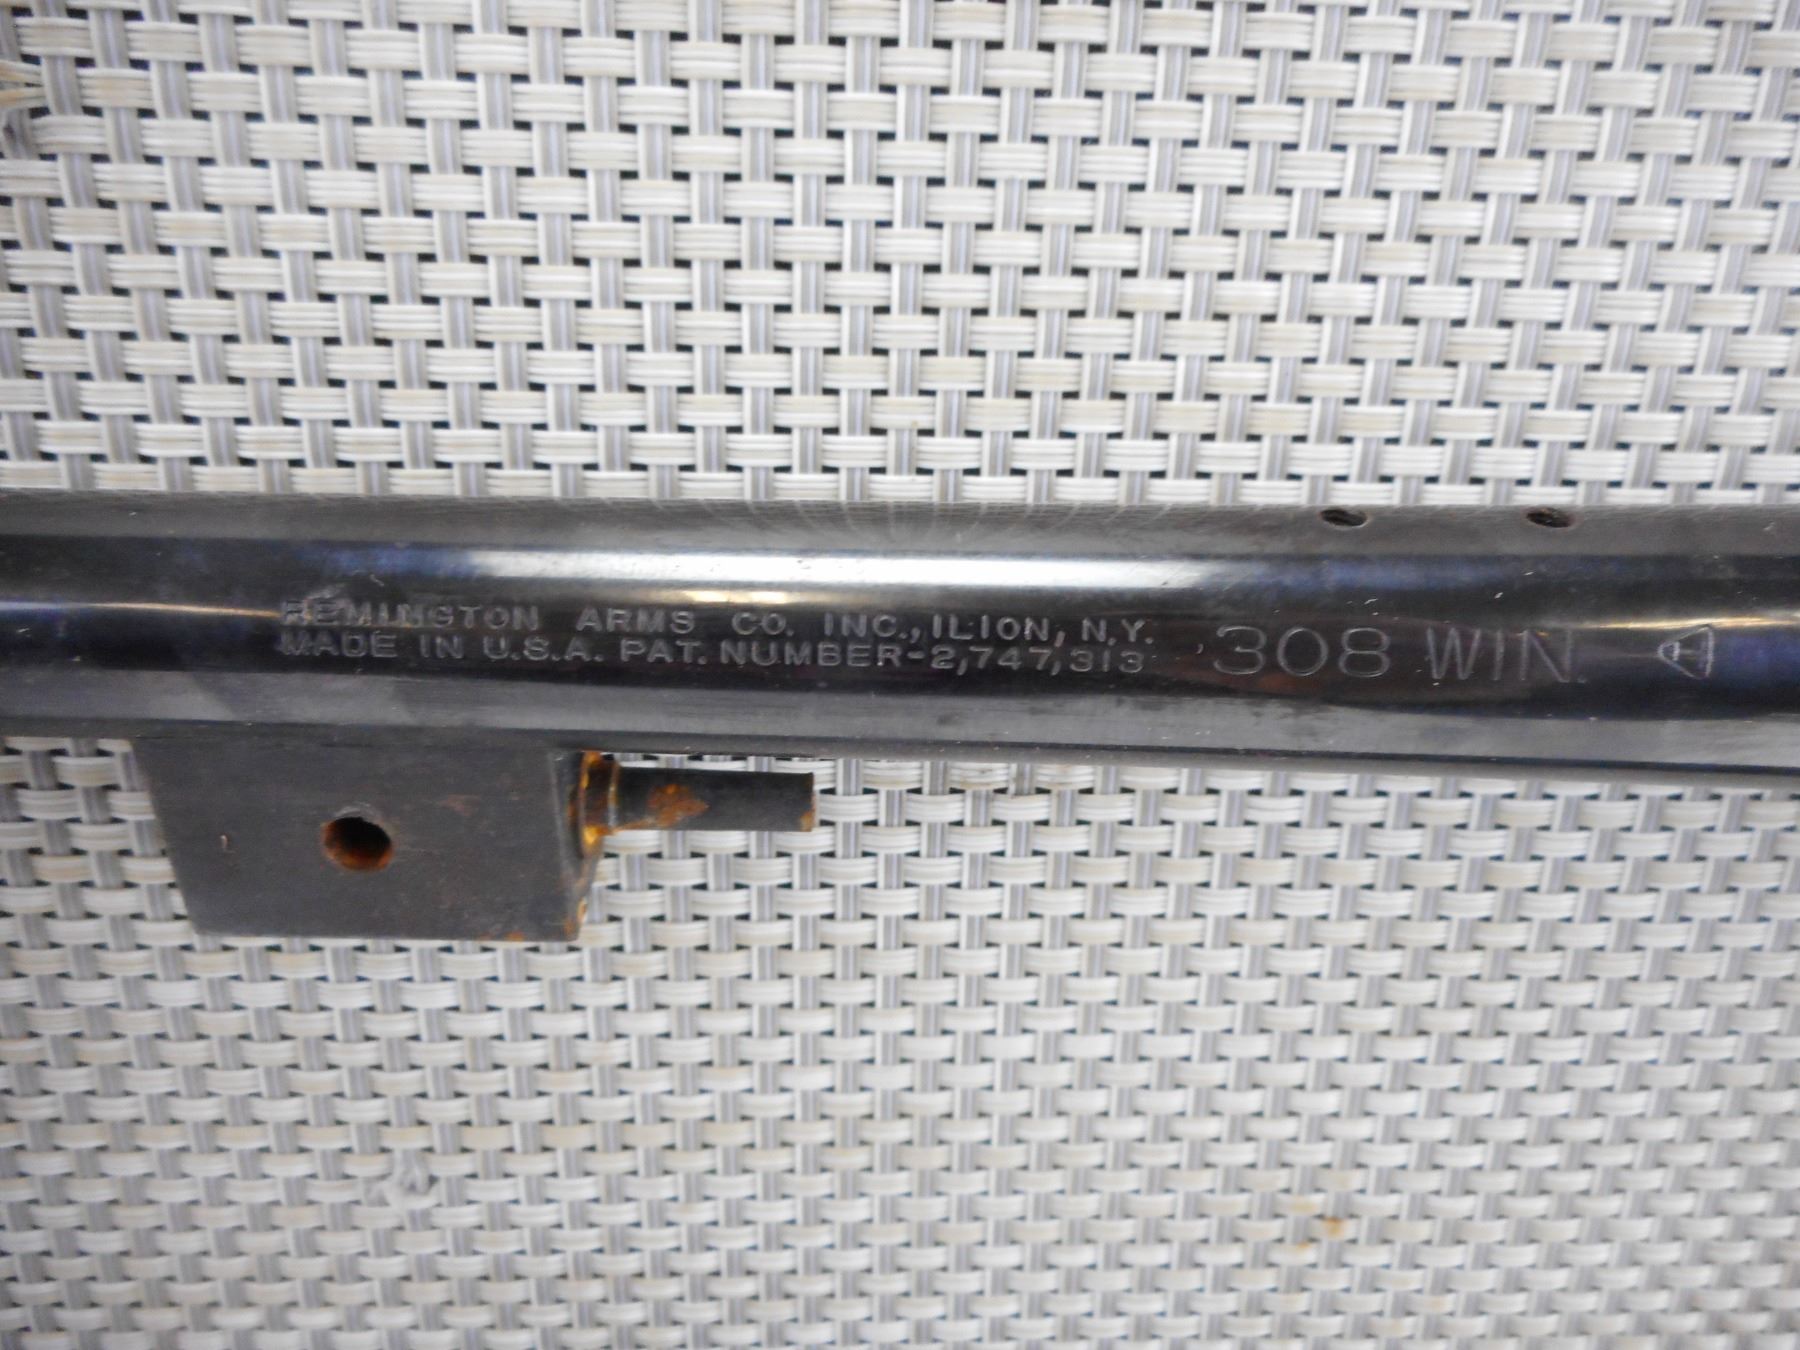 REMINGTON ARMS CO. INC., ILION, N.Y.
MADE IN U.S.A. PAT. NUMBER-2,747,313
308 WIN.